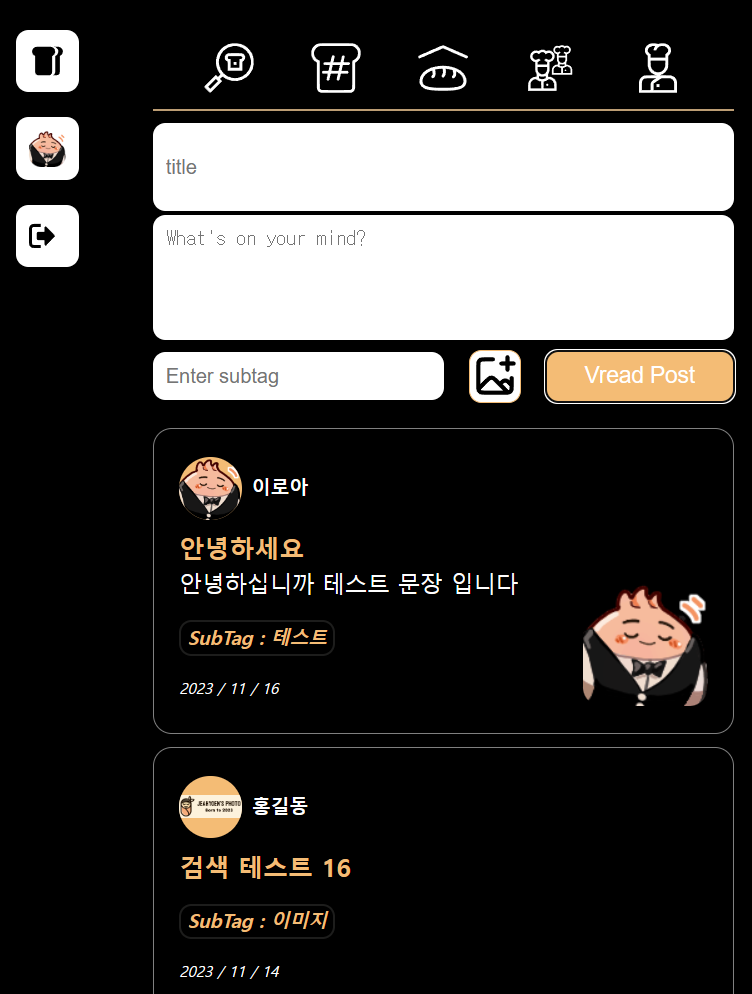 #
title
What's on your mind?
Enter subtag
Vread Post
이로아
안녕하세요
안녕하십니까 테스트 문장 입니다
SubTag : 테스트
2023 / 11 / 16
홍길동
검색 테스트 16
SubTag : 이미지
2023 / 11 / 14